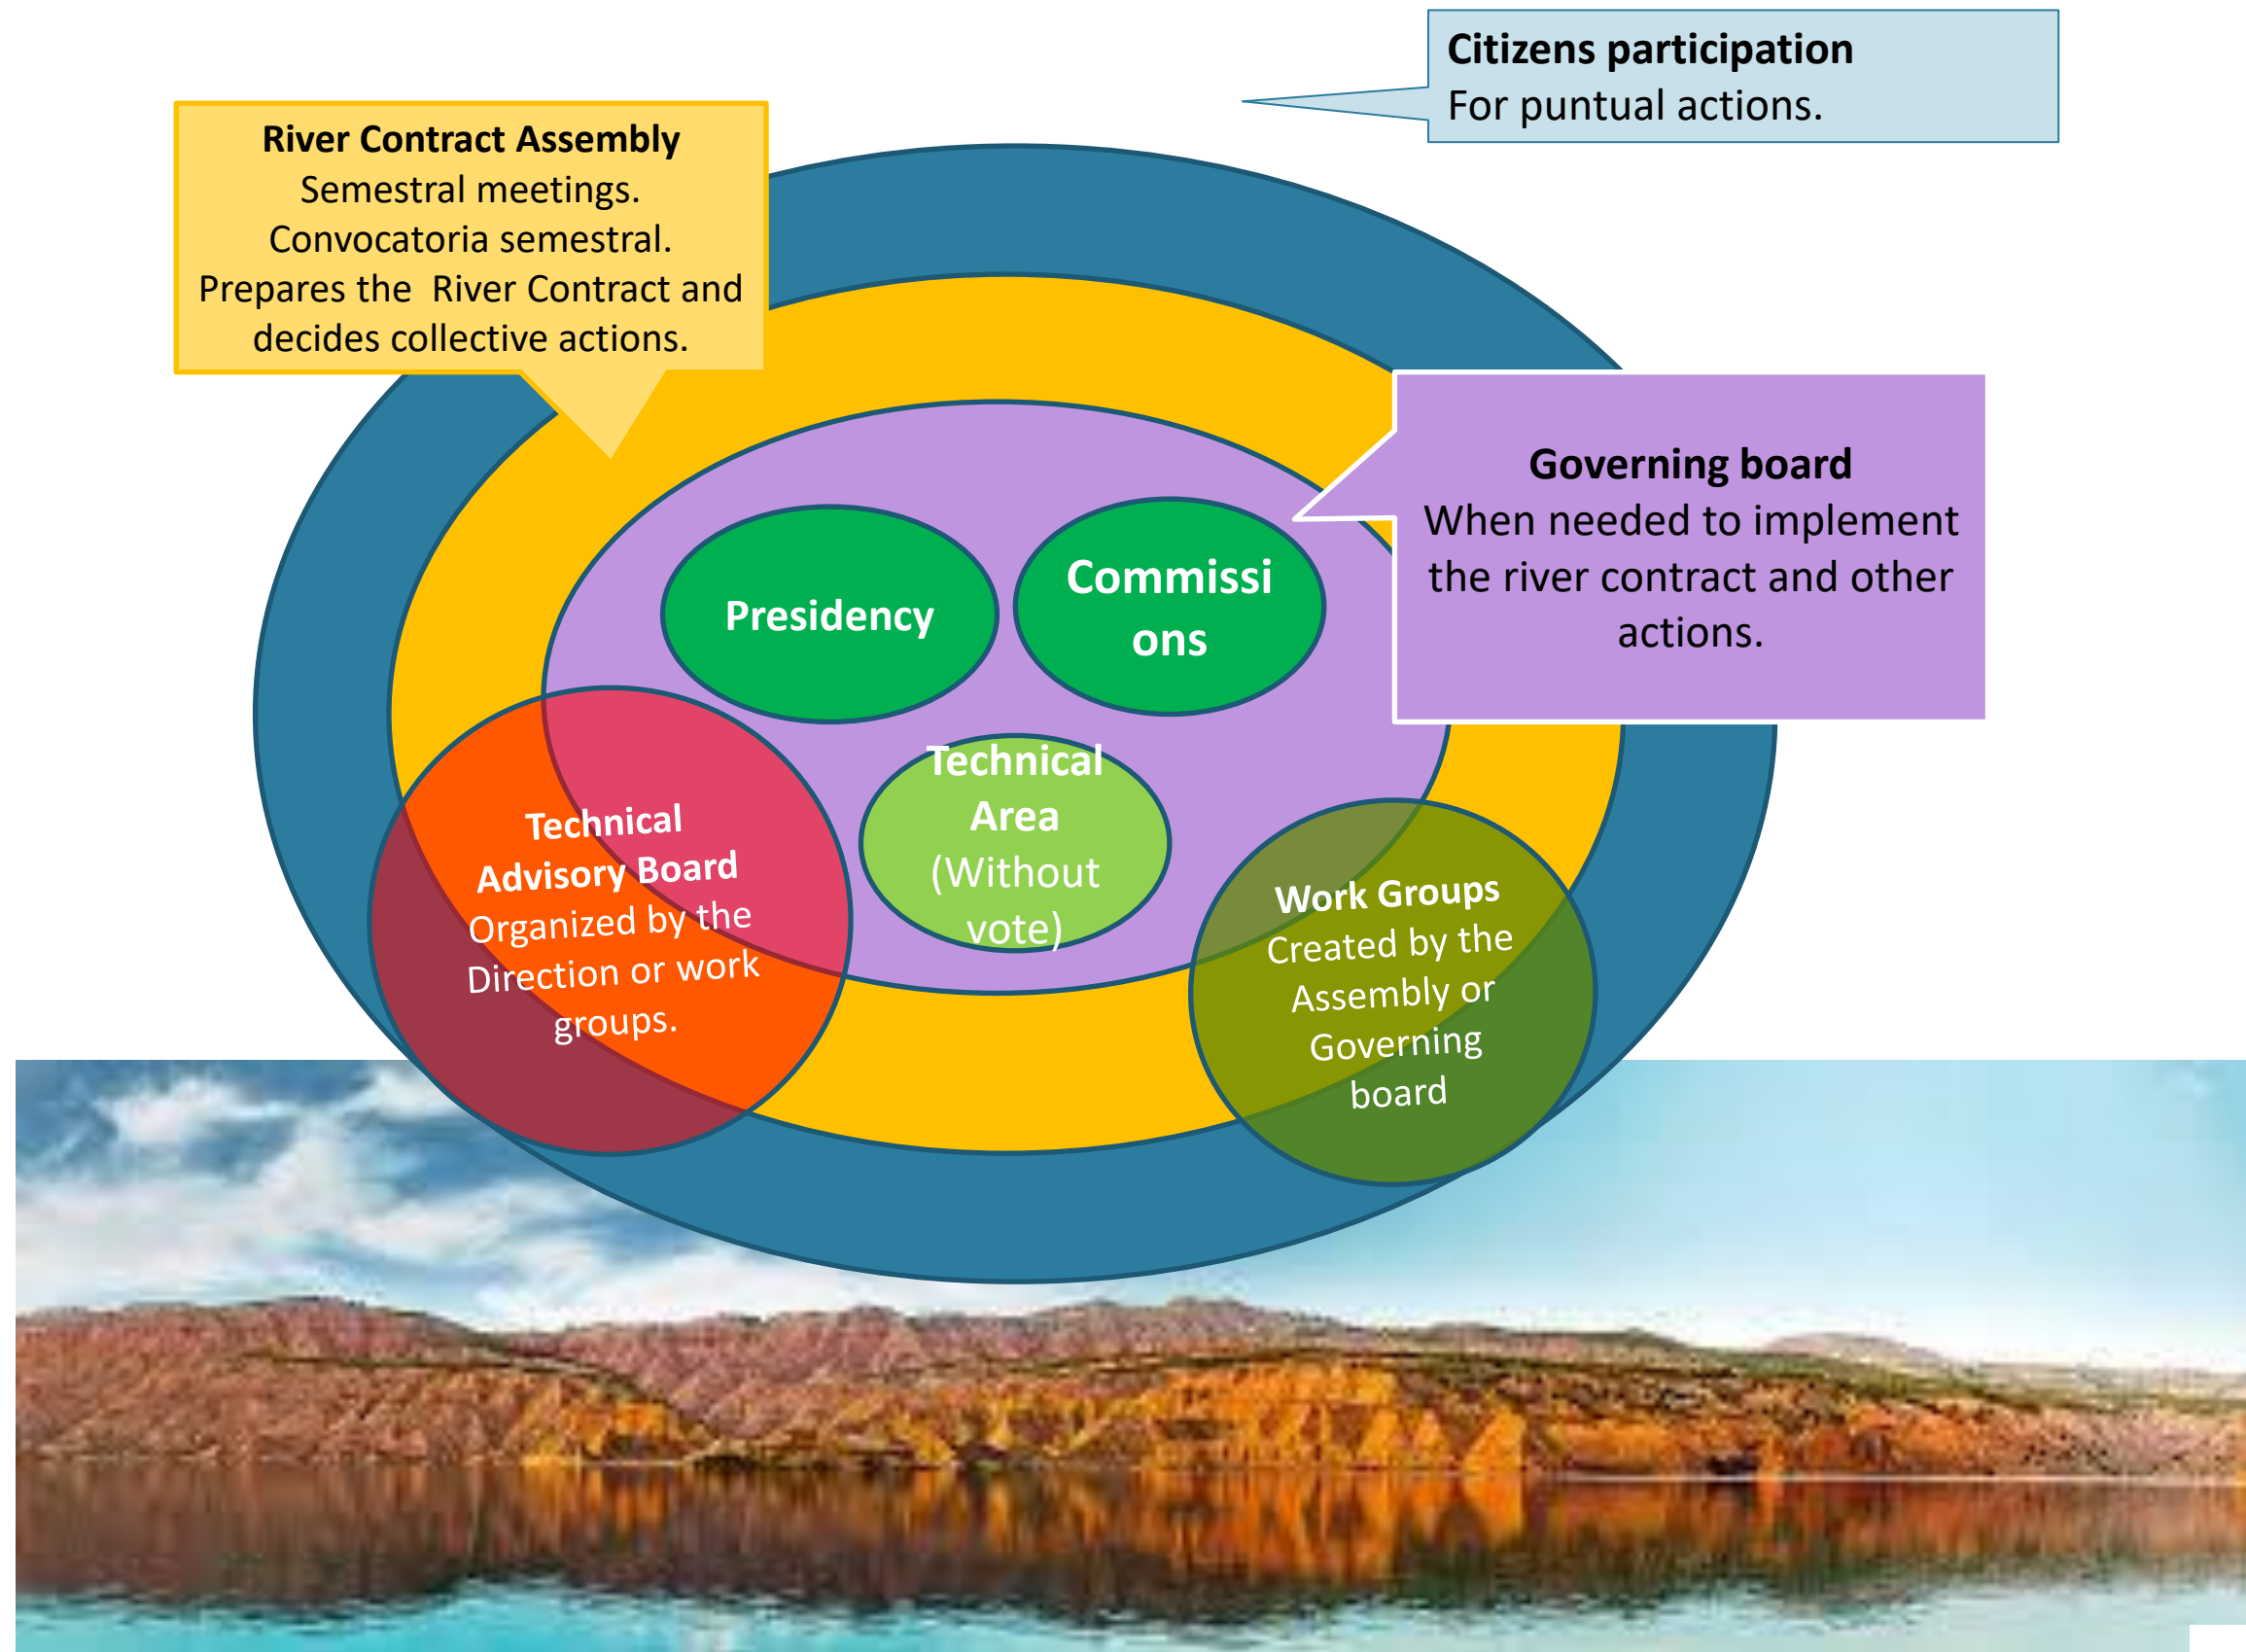 Citizens participation
For puntual actions.
River Contract Assembly
Semestral meetings.
Convocatoria semestral.
Prepares the River Contract and
decides collective actions.
Governing board
When needed to implement
the river contract and other
actions.
Presidency
Commissi
ons
Technical
Area
(Without
vote)
Technical
Advisory Board
Organized by the
Direction or work
groups.
Work Groups
Created by the
Assembly or
Governing
board